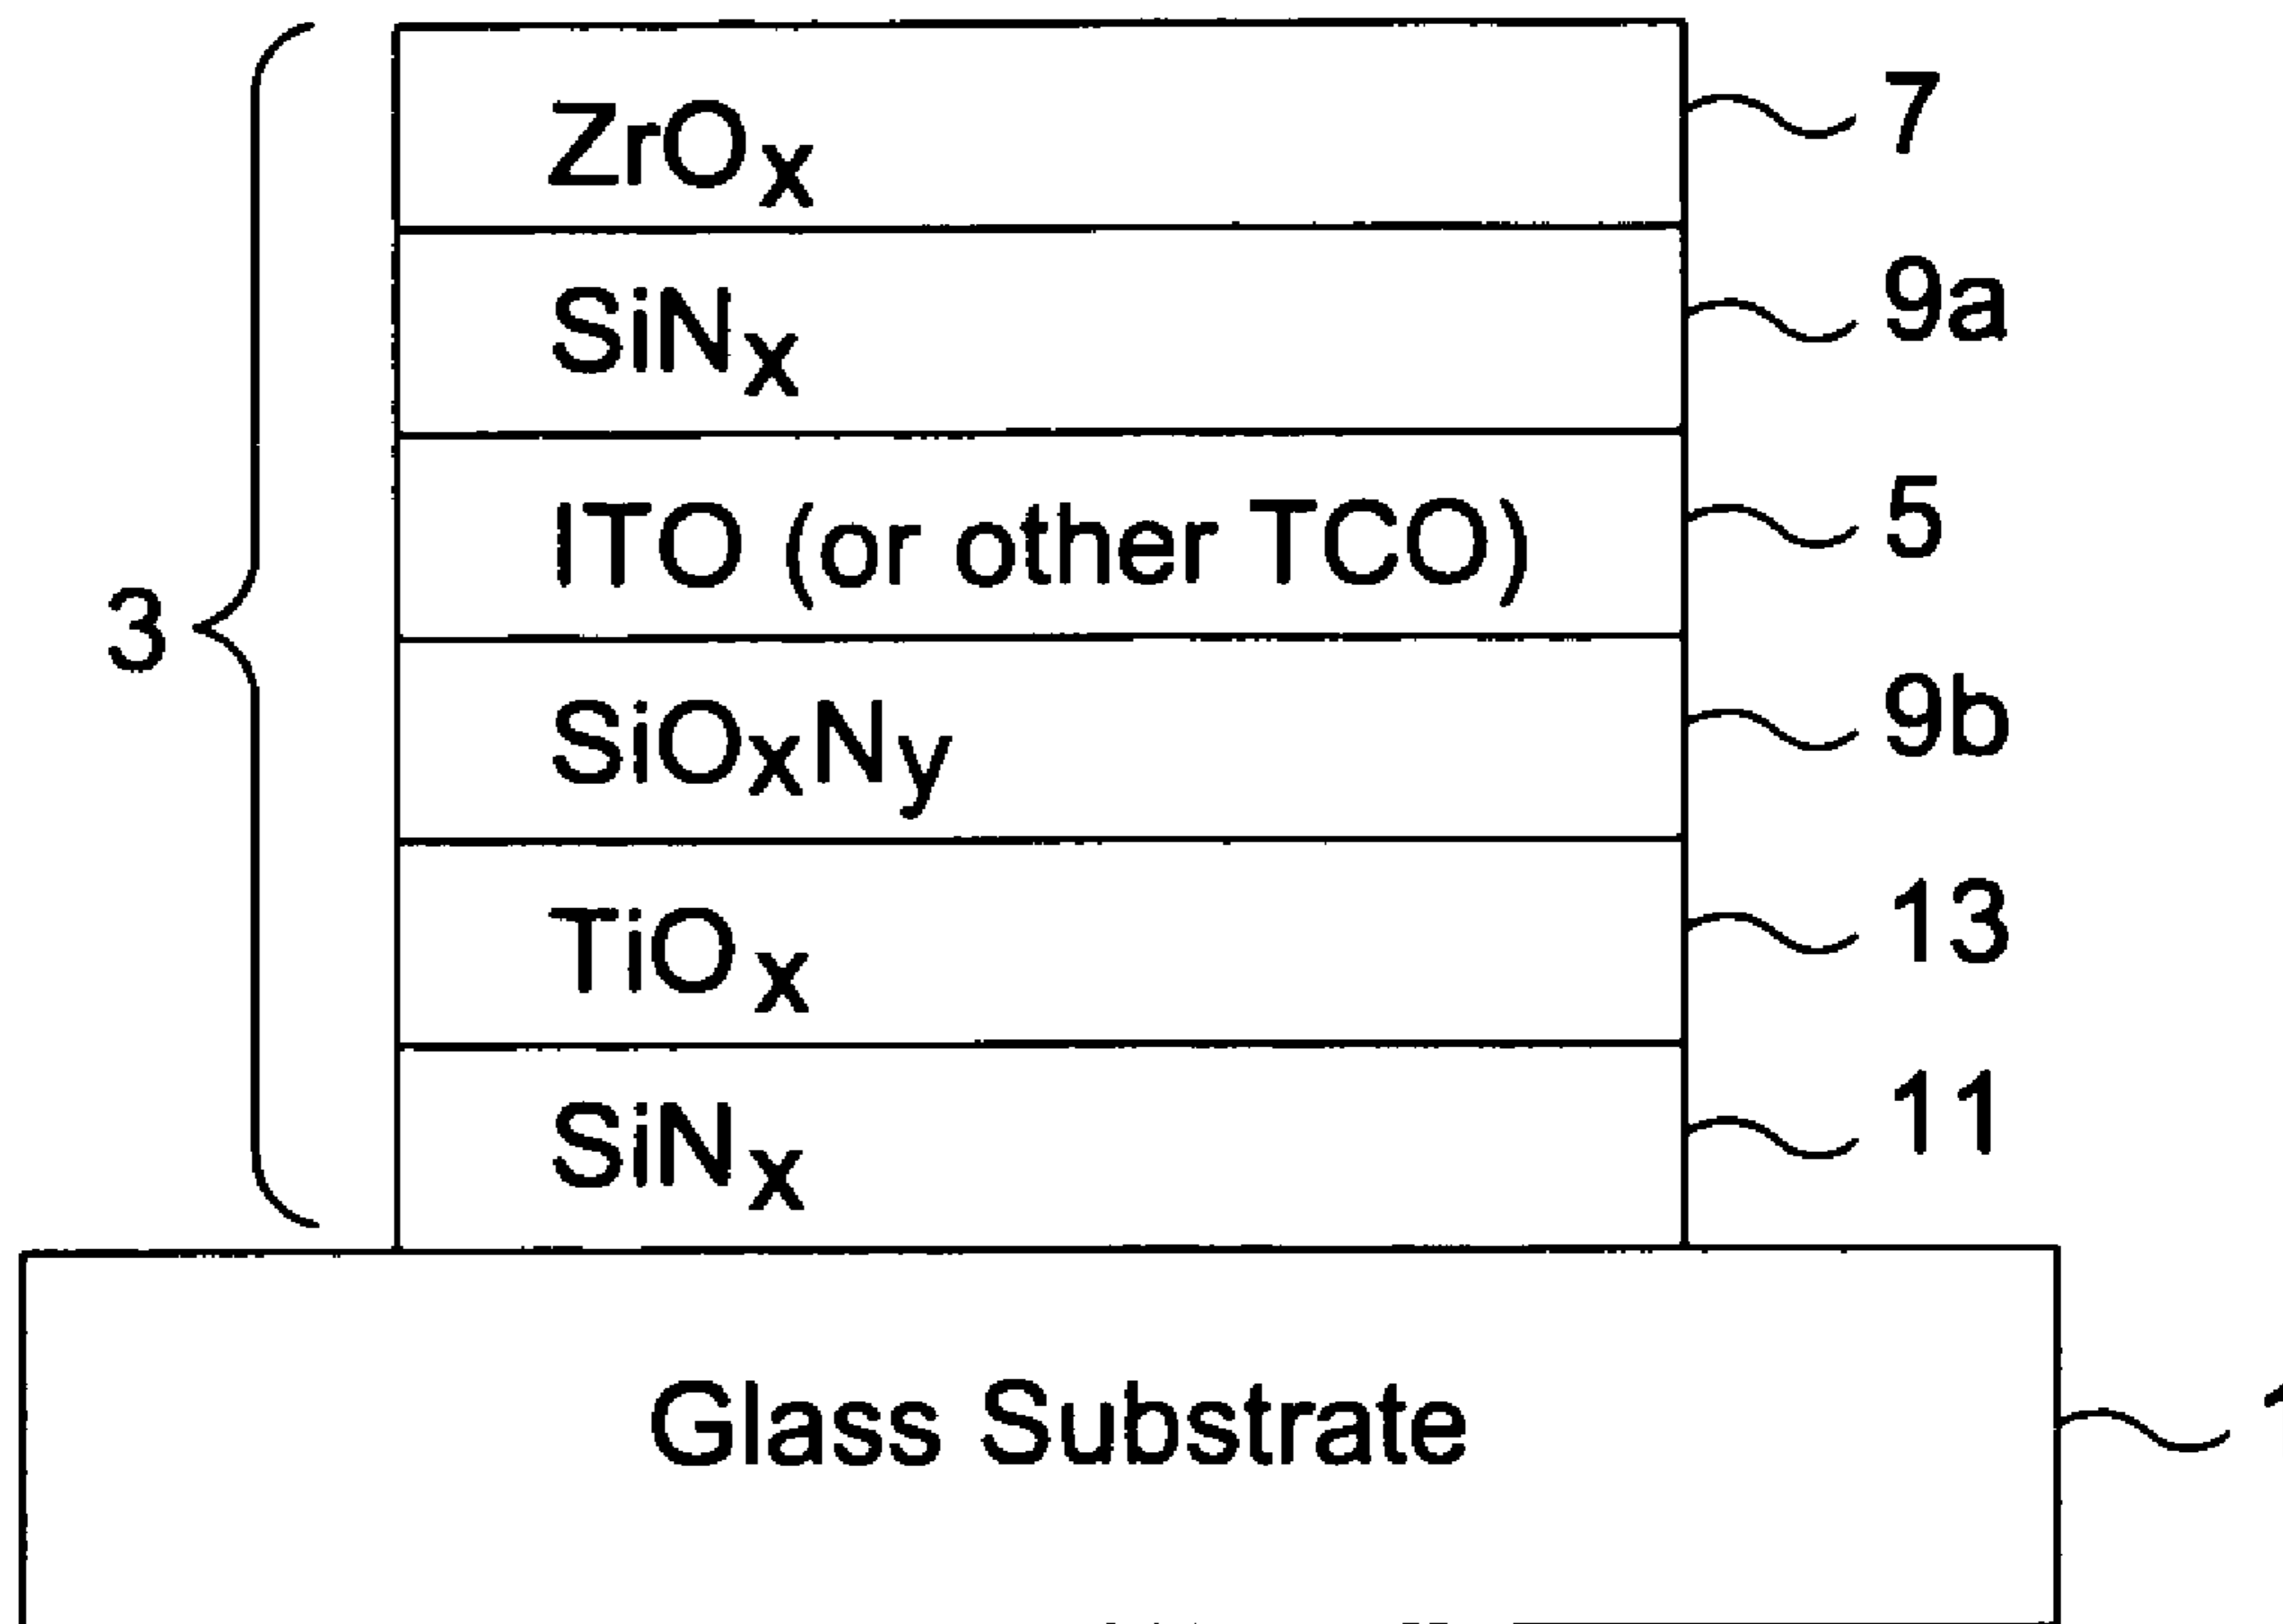 ZrOx 7
SiNx 9a
ITO (or other TCO) 5
3
SiOxNy 9b
TiOx 13
SiNx 11
Glass Substrate